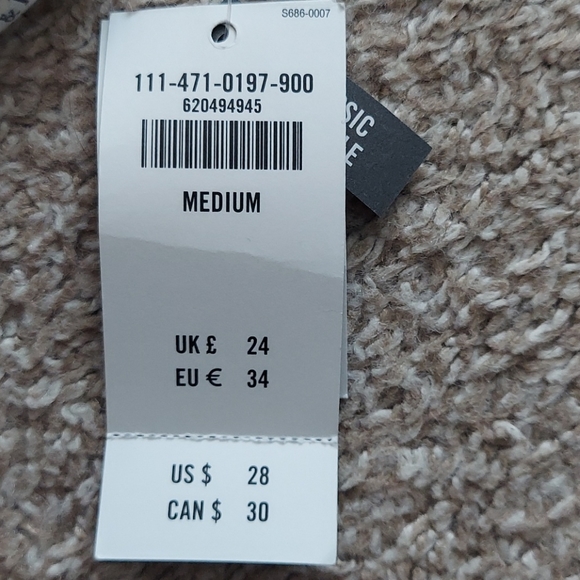 S686-0007
111-471-0197-900
620494945
MEDIUM
UK £ 24
EU € 34
US $ 28
CAN $ 30